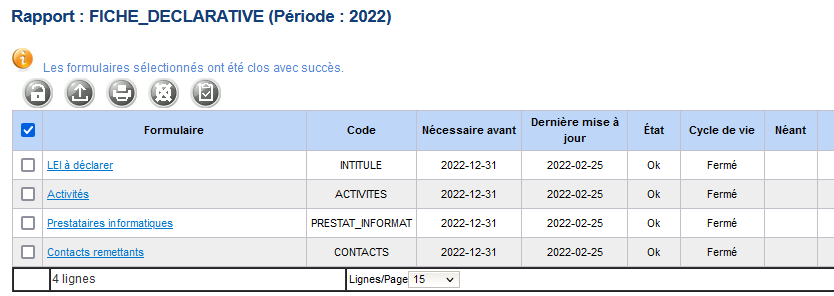 Rapport : FICHE_DECLARATIVE (Période : 2022)
Les formulaires sélectionnés ont été clos avec succès.
Formulaire Code Nécessaire avant Dernière mise à jour État Cycle de vie Néant
LEI à déclarer INTITULE 2022-12-31 2022-02-25 Ok Fermé
Activités ACTIVITES 2022-12-31 2022-02-25 Ok Fermé
Prestataires informatiques PRESTAT_INFORMAT 2022-12-31 2022-02-25 Ok Fermé
Contacts remettants CONTACTS 2022-12-31 2022-02-25 Ok Fermé
4 lignes Lignes/Page 15